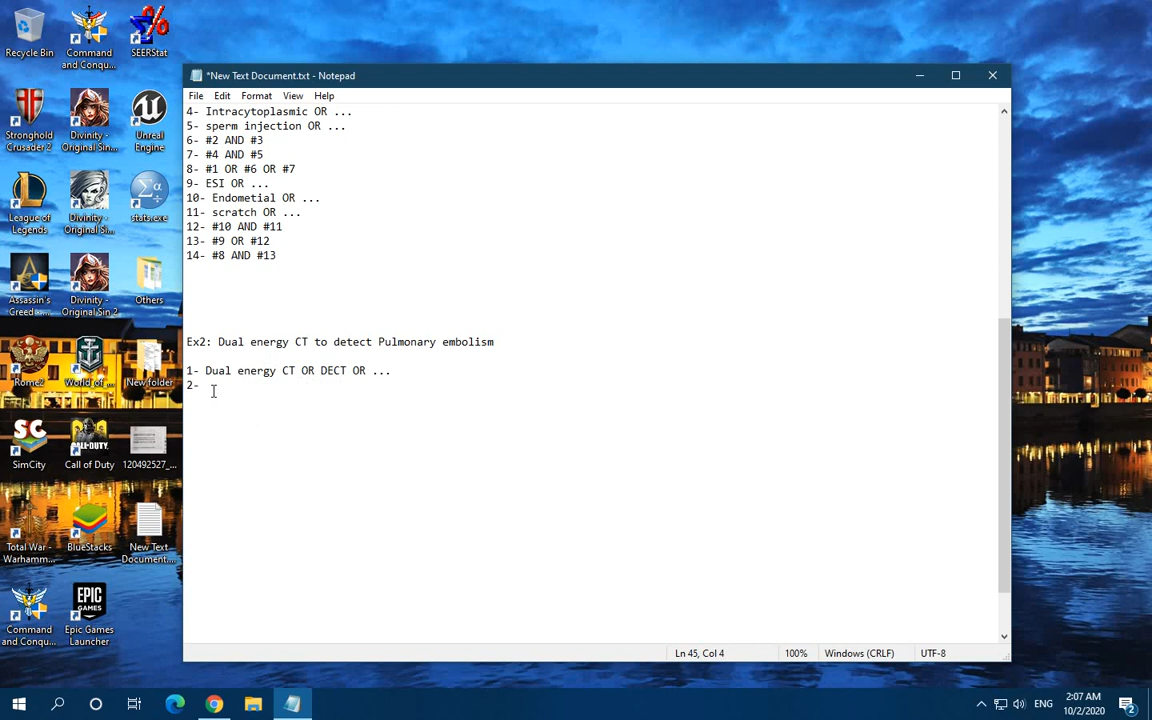 Recycle Bin
Command and Conqu...
SEERStat
Stronghold Crusader 2
Divinity - Original Sin...
Unreal Engine
League of Legends
Divinity - Original Si...
stats.exe
Assassin's Creed - ...
Divinity - Original Sin 2
Others
Rome2
World of ...
New folder
SimCity
Call of Duty
120492527_...
Total War - Warhamm...
BlueStacks
New Text Document....
Command and Conqu...
Epic Games Launcher
*New Text Document.txt - Notepad
File Edit Format View Help
4- Intracytoplasmic OR ...
5- sperm injection OR ...
6- #2 AND #3
7- #4 AND #5
8- #1 OR #6 OR #7
9- ESI OR ...
10- Endometial OR ...
11- scratch OR ...
12- #10 AND #11
13- #9 OR #12
14- #8 AND #13
Ex2: Dual energy CT to detect Pulmonary embolism
1- Dual energy CT OR DECT OR ...
2-
Ln 45, Col 4 100% Windows (CRLF) UTF-8
ENG
2:07 AM
10/2/2020
2